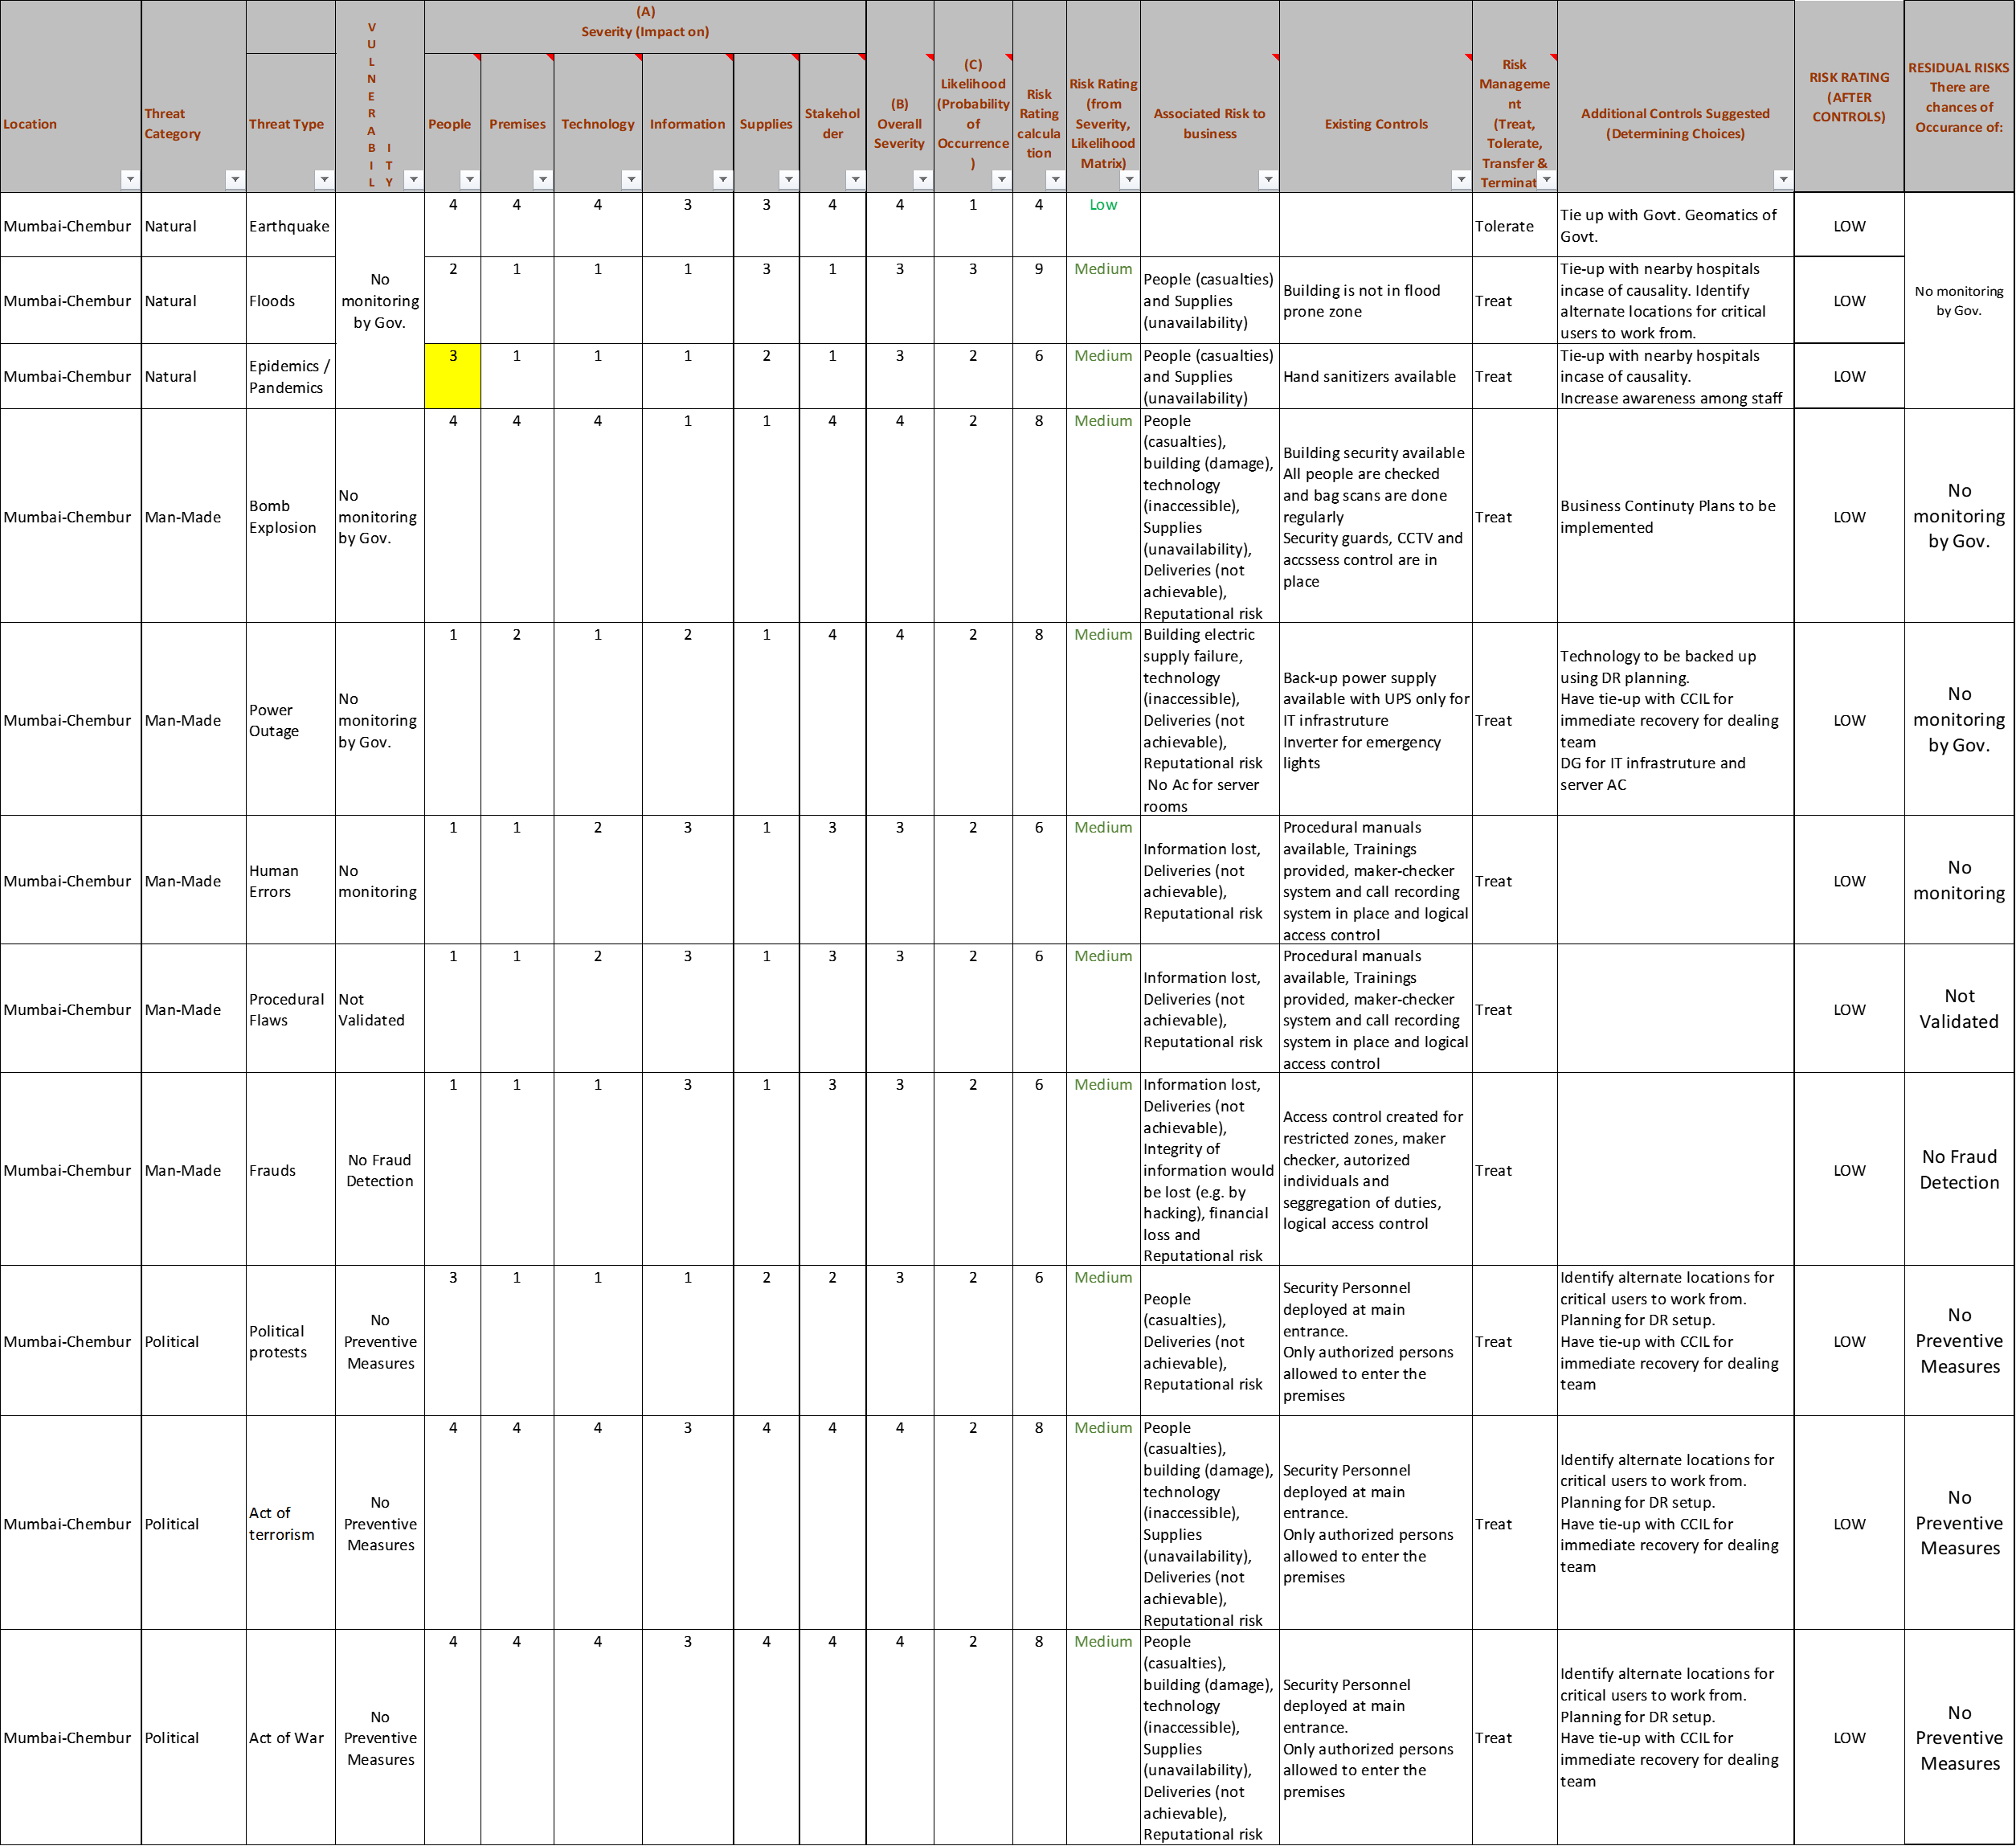 (A)
Severity (Impact on)
Location
Threat
Category
Threat Type
V
U
L
N
E
R
A
B I
I T
L Y
People
Premises
Technology
Information
Supplies
Stakehol
der
(B)
Overall
Severity
(C)
Likelihood
(Probability
of
Occurrence
)
Risk
Rating
calcula
tion
Risk Rating
(from
Severity,
Likelihood
Matrix)
Associated Risk to
business
Existing Controls
Risk
Manageme
nt
(Treat,
Tolerate,
Transfer &
Terminat
Additional Controls Suggested
(Determining Choices)
RISK RATING
(AFTER
CONTROLS)
RESIDUAL RISKS
There are
chances of
Occurance of:
Mumbai-Chembur
Natural
Earthquake
No
monitoring
by Gov.
4 4 4 3 3 4 4 1 4 Low
Tolerate
Tie up with Govt. Geomatics of
Govt.
LOW
No monitoring
by Gov.
Mumbai-Chembur
Natural
Floods
2 1 1 1 3 1 3 3 9 Medium
People (casualties)
and Supplies
(unavailability)
Building is not in flood
prone zone
Treat
Tie-up with nearby hospitals
incase of causality. Identify
alternate locations for critical
users to work from.
LOW
Mumbai-Chembur
Natural
Epidemics /
Pandemics
3 1 1 1 2 1 3 2 6 Medium
People (casualties)
and Supplies
(unavailability)
Hand sanitizers available
Treat
Tie-up with nearby hospitals
incase of causality.
Increase awareness among staff
LOW
Mumbai-Chembur
Man-Made
Bomb
Explosion
No
monitoring
by Gov.
4 4 4 1 1 4 4 2 8 Medium
People
(casualties),
building (damage),
technology
(inaccessible),
Supplies
(unavailability),
Deliveries (not
achievable),
Reputational risk
Building security available
All people are checked
and bag scans are done
regularly
Security guards, CCTV and
accssess control are in
place
Treat
Business Continuty Plans to be
implemented
LOW
No
monitoring
by Gov.
Mumbai-Chembur
Man-Made
Power
Outage
No
monitoring
by Gov.
1 2 1 2 1 4 4 2 8 Medium
Building electric
supply failure,
technology
(inaccessible),
Deliveries (not
achievable),
Reputational risk
No Ac for server
rooms
Back-up power supply
available with UPS only for
IT infrastruture
Inverter for emergency
lights
Treat
Technology to be backed up
using DR planning.
Have tie-up with CCIL for
immediate recovery for dealing
team
DG for IT infrastruture and
server AC
LOW
No
monitoring
by Gov.
Mumbai-Chembur
Man-Made
Human
Errors
No
monitoring
1 1 2 3 1 3 3 2 6 Medium
Information lost,
Deliveries (not
achievable),
Reputational risk
Procedural manuals
available, Trainings
provided, maker-checker
system and call recording
system in place and logical
access control
Treat
LOW
No
monitoring
Mumbai-Chembur
Man-Made
Procedural
Flaws
Not
Validated
1 1 2 3 1 3 3 2 6 Medium
Information lost,
Deliveries (not
achievable),
Reputational risk
Procedural manuals
available, Trainings
provided, maker-checker
system and call recording
system in place and logical
access control
Treat
LOW
Not
Validated
Mumbai-Chembur
Man-Made
Frauds
No Fraud
Detection
1 1 1 3 1 3 3 2 6 Medium
Information lost,
Deliveries (not
achievable),
Integrity of
information would
be lost (e.g. by
hacking), financial
loss and
Reputational risk
Access control created for
restricted zones, maker
checker, autorized
individuals and
seggregation of duties,
logical access control
Treat
LOW
No Fraud
Detection
Mumbai-Chembur
Political
Political
protests
No
Preventive
Measures
3 1 1 1 2 2 3 2 6 Medium
People
(casualties),
Deliveries (not
achievable),
Reputational risk
Security Personnel
deployed at main
entrance.
Only authorized persons
allowed to enter the
premises
Treat
Identify alternate locations for
critical users to work from.
Planning for DR setup.
Have tie-up with CCIL for
immediate recovery for dealing
team
LOW
No
Preventive
Measures
Mumbai-Chembur
Political
Act of
terrorism
No
Preventive
Measures
4 4 4 3 4 4 4 2 8 Medium
People
(casualties),
building (damage),
technology
(inaccessible),
Supplies
(unavailability),
Deliveries (not
achievable),
Reputational risk
Security Personnel
deployed at main
entrance.
Only authorized persons
allowed to enter the
premises
Treat
Identify alternate locations for
critical users to work from.
Planning for DR setup.
Have tie-up with CCIL for
immediate recovery for dealing
team
LOW
No
Preventive
Measures
Mumbai-Chembur
Political
Act of War
No
Preventive
Measures
4 4 4 3 4 4 4 2 8 Medium
People
(casualties),
building (damage),
technology
(inaccessible),
Supplies
(unavailability),
Deliveries (not
achievable),
Reputational risk
Security Personnel
deployed at main
entrance.
Only authorized persons
allowed to enter the
premises
Treat
Identify alternate locations for
critical users to work from.
Planning for DR setup.
Have tie-up with CCIL for
immediate recovery for dealing
team
LOW
No
Preventive
Measures